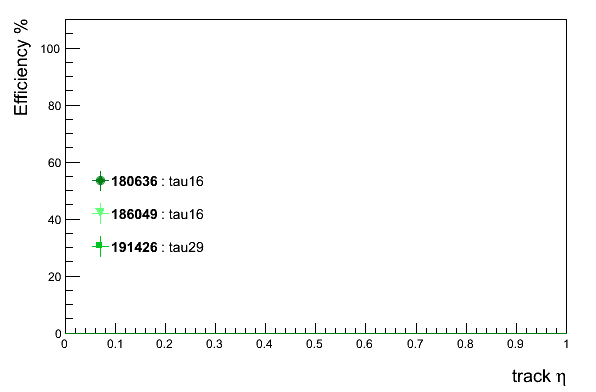 Efficiency %
100
80
60
40
20
0
180636 : tau16
186049 : tau16
191426 : tau29
0 0.1 0.2 0.3 0.4 0.5 0.6 0.7 0.8 0.9 1
track η